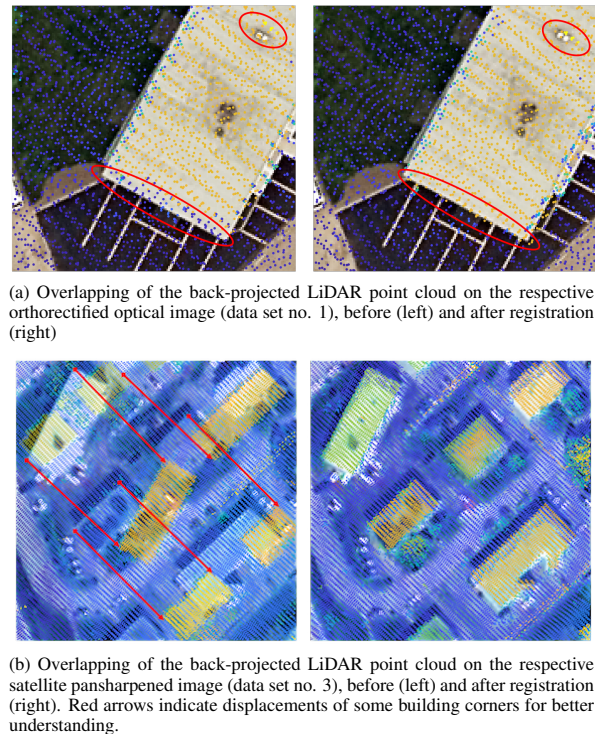 (a) Overlapping of the back-projected LiDAR point cloud on the respective
orthorectified optical image (data set no. 1), before (left) and after registration
(right)
(b) Overlapping of the back-projected LiDAR point cloud on the respective
satellite pansharpened image (data set no. 3), before (left) and after registration
(right). Red arrows indicate displacements of some building corners for better
understanding.